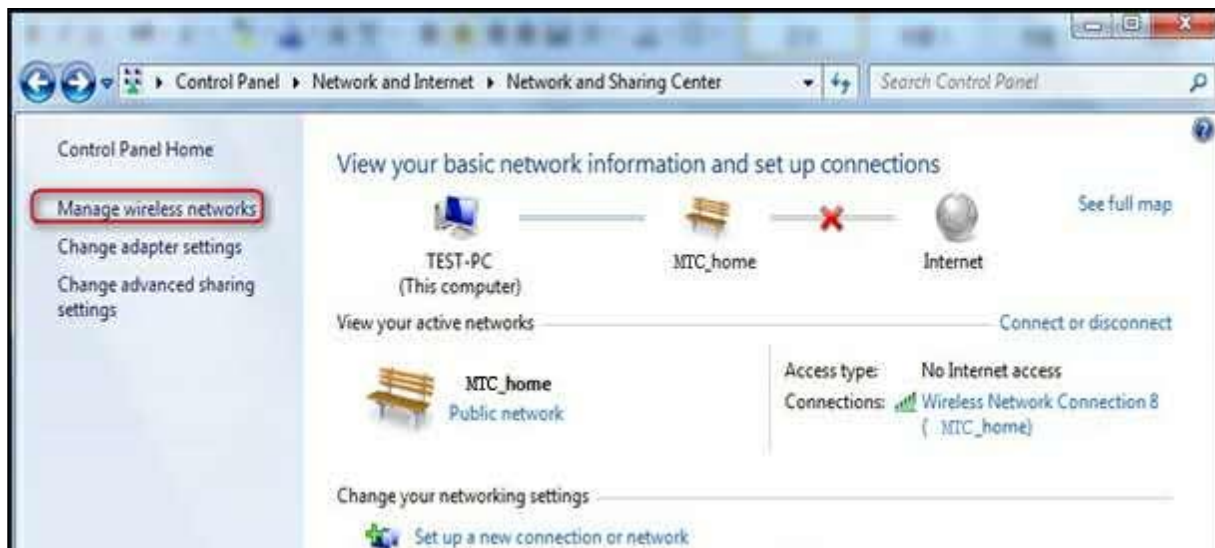 Control Panel ▸ Network and Internet ▸ Network and Sharing Center
Search Control Panel
Control Panel Home
Manage wireless networks
Change adapter settings
Change advanced sharing
settings
View your basic network information and set up connections
See full map
TEST-PC
(This computer)
MTC_home
Internet
View your active networks
Connect or disconnect
MTC_home
Public network
Access type: No Internet access
Connections: Wireless Network Connection 8
( MTC_home)
Change your networking settings
Set up a new connection or network